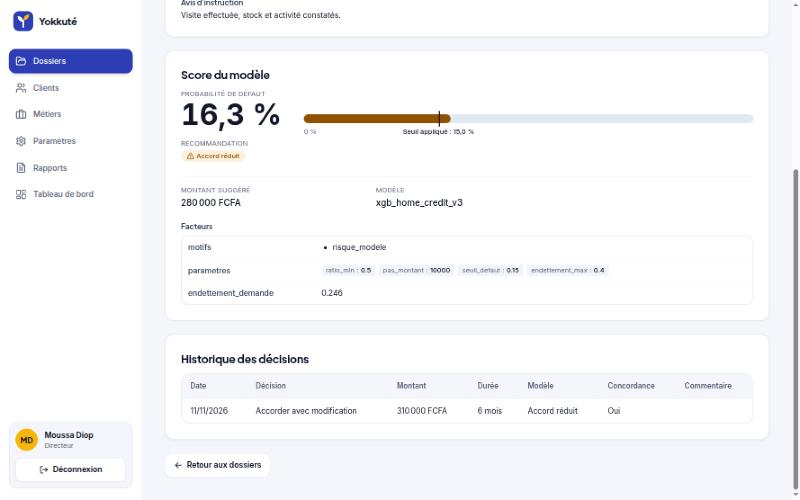 Yokkuté
Dossiers
Clients
Métiers
Paramètres
Rapports
Tableau de bord
MD
Moussa Diop
Directeur
Déconnexion
Avis d'instruction
Visite effectuée, stock et activité constatés.
Score du modèle
PROBABILITÉ DE DÉFAUT
16,3 %
0 %
Seuil appliqué : 15,0 %
RECOMMANDATION
Accord réduit
MONTANT SUGGÉRÉ
MODÈLE
280 000 FCFA
xgb_home_credit_v3
Facteurs
motifs
• risque_modele
parametres
ratio_min : 0.5
pas_montant : 10000
seuil_defaut : 0.15
endettement_max : 0.4
endettement_demande
0.246
Historique des décisions
Date Décision Montant Durée Modèle Concordance Commentaire
11/11/2026 Accorder avec modification 310 000 FCFA 6 mois Accord réduit Oui
← Retour aux dossiers